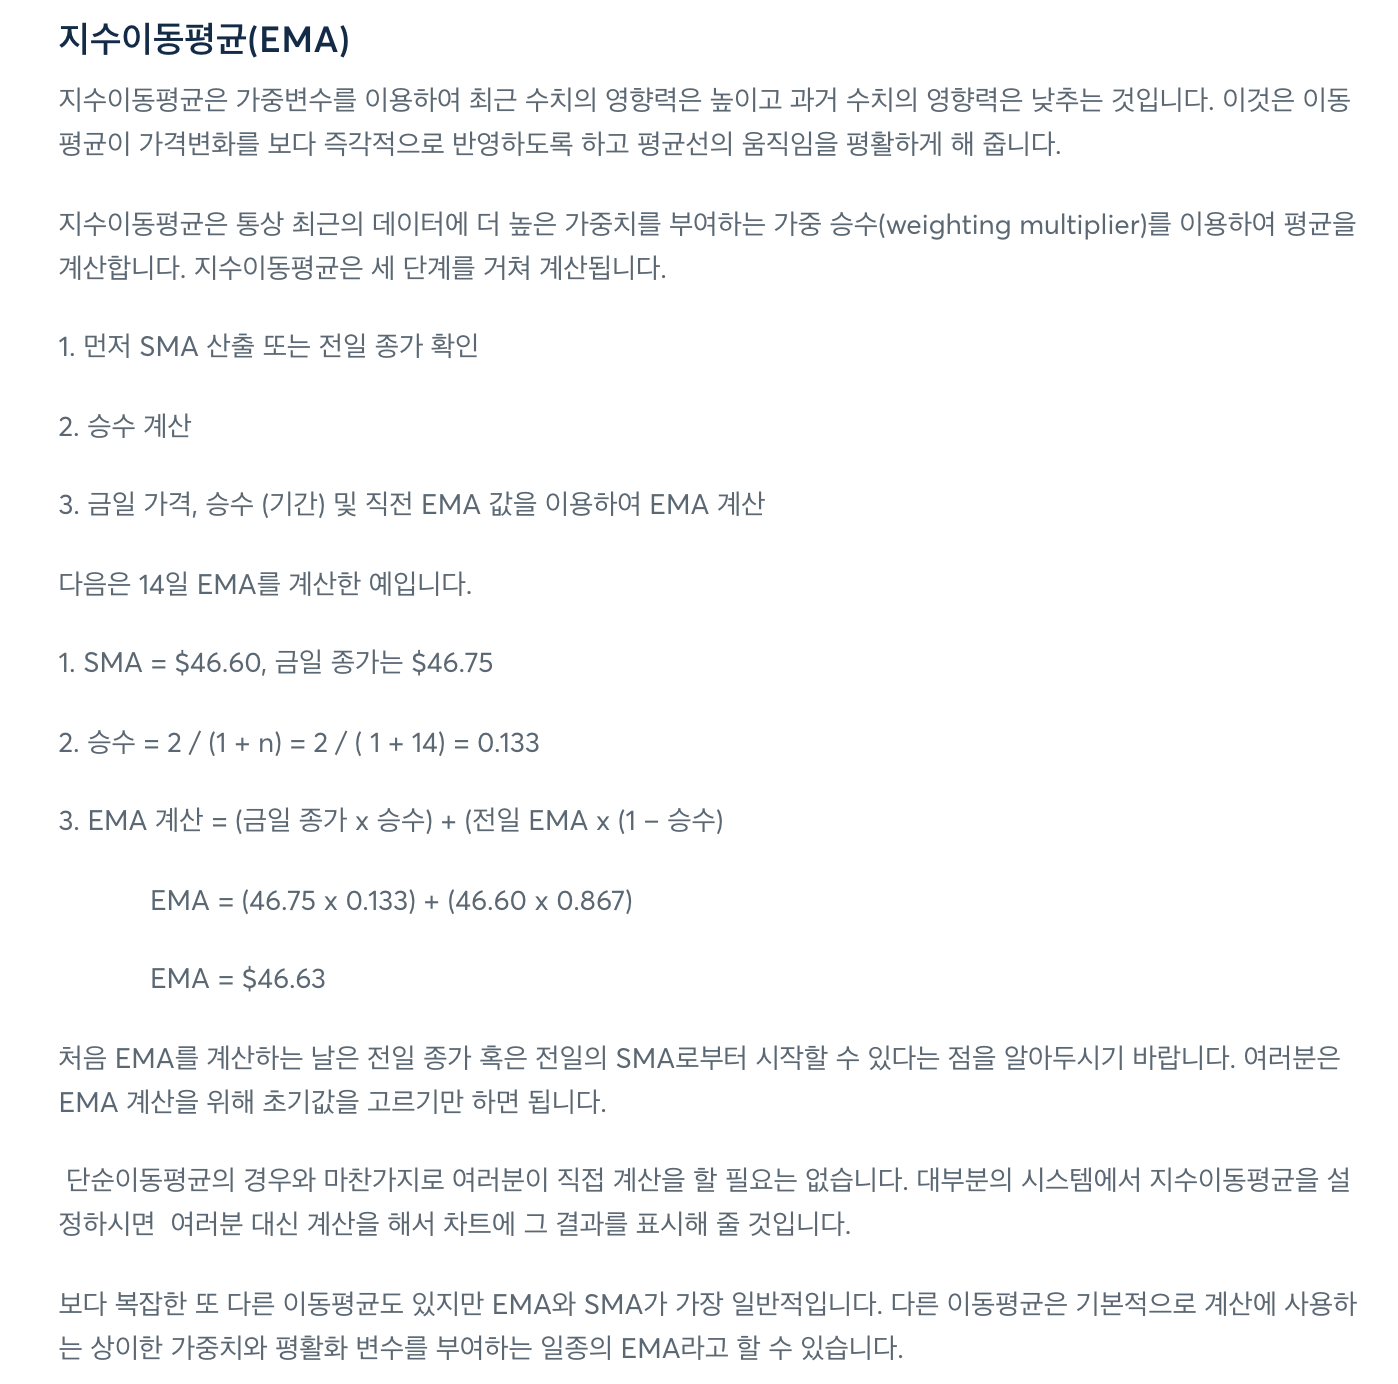 지수이동평균(EMA)
지수이동평균은 가중변수를 이용하여 최근 수치의 영향력은 높이고 과거 수치의 영향력은 낮추는 것입니다. 이것은 이동
평균이 가격변화를 보다 즉각적으로 반영하도록 하고 평균선의 움직임을 평활하게 해 줍니다.
지수이동평균은 통상 최근의 데이터에 더 높은 가중치를 부여하는 가중 승수(weighting multiplier)를 이용하여 평균을
계산합니다. 지수이동평균은 세 단계를 거쳐 계산됩니다.
1. 먼저 SMA 산출 또는 전일 종가 확인
2. 승수 계산
3. 금일 가격, 승수 (기간) 및 직전 EMA 값을 이용하여 EMA 계산
다음은 14일 EMA를 계산한 예입니다.
1. SMA = $46.60, 금일 종가는 $46.75
2. 승수 = 2 / (1 + n) = 2 / ( 1 + 14) = 0.133
3. EMA 계산 = (금일 종가 x 승수) + (전일 EMA x (1 – 승수)
EMA = (46.75 x 0.133) + (46.60 x 0.867)
EMA = $46.63
처음 EMA를 계산하는 날은 전일 종가 혹은 전일의 SMA로부터 시작할 수 있다는 점을 알아두시기 바랍니다. 여러분은
EMA 계산을 위해 초기값을 고르기만 하면 됩니다.
단순이동평균의 경우와 마찬가지로 여러분이 직접 계산을 할 필요는 없습니다. 대부분의 시스템에서 지수이동평균을 설
정하시면  여러분 대신 계산을 해서 차트에 그 결과를 표시해 줄 것입니다.
보다 복잡한 또 다른 이동평균도 있지만 EMA와 SMA가 가장 일반적입니다. 다른 이동평균은 기본적으로 계산에 사용하
는 상이한 가중치와 평활화 변수를 부여하는 일종의 EMA라고 할 수 있습니다.